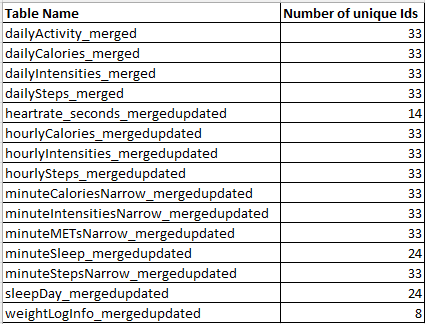 Table Name Number of unique Ids
dailyActivity_merged 33
dailyCalories_merged 33
dailyIntensities_merged 33
dailySteps_merged 33
heartrate_seconds_mergedupdated 14
hourlyCalories_mergedupdated 33
hourlyIntensities_mergedupdated 33
hourlySteps_mergedupdated 33
minuteCaloriesNarrow_mergedupdated 33
minuteIntensitiesNarrow_mergedupdated 33
minuteMETsNarrow_mergedupdated 33
minuteSleep_mergedupdated 24
minuteStepsNarrow_mergedupdated 33
sleepDay_mergedupdated 24
weightLogInfo_mergedupdated 8